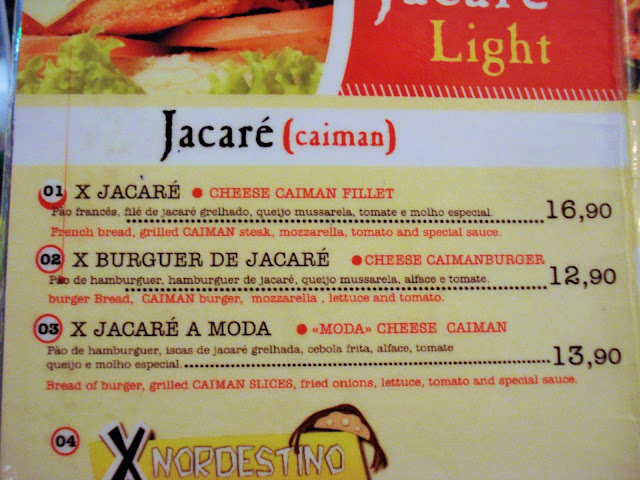 Jacaré
Light
Jacaré (caiman)
01 X JACARÉ ● CHEESE CAIMAN FILLET
Pão francês, filé de jacaré grelhado, queijo mussarela, tomate e molho especial. 16,90
French bread, grilled CAIMAN steak, mozzarella, tomato and special sauce.
02 X BURGUER DE JACARÉ ● CHEESE CAIMANBURGER
Pão de hamburguer, hamburguer de jacaré, queijo mussarela, alface e tomate. 12,90
burger Bread, CAIMAN burger, mozzarella , lettuce and tomato.
03 X JACARÉ A MODA ● «MODA» CHEESE CAIMAN
Pão de hamburguer, iscas de jacaré grelhada, cebola frita, alface, tomate
queijo e molho especial. 13,90
Bread of burger, grilled CAIMAN SLICES, fried onions, lettuce, tomato and special sauce.
04 X NORDESTINO